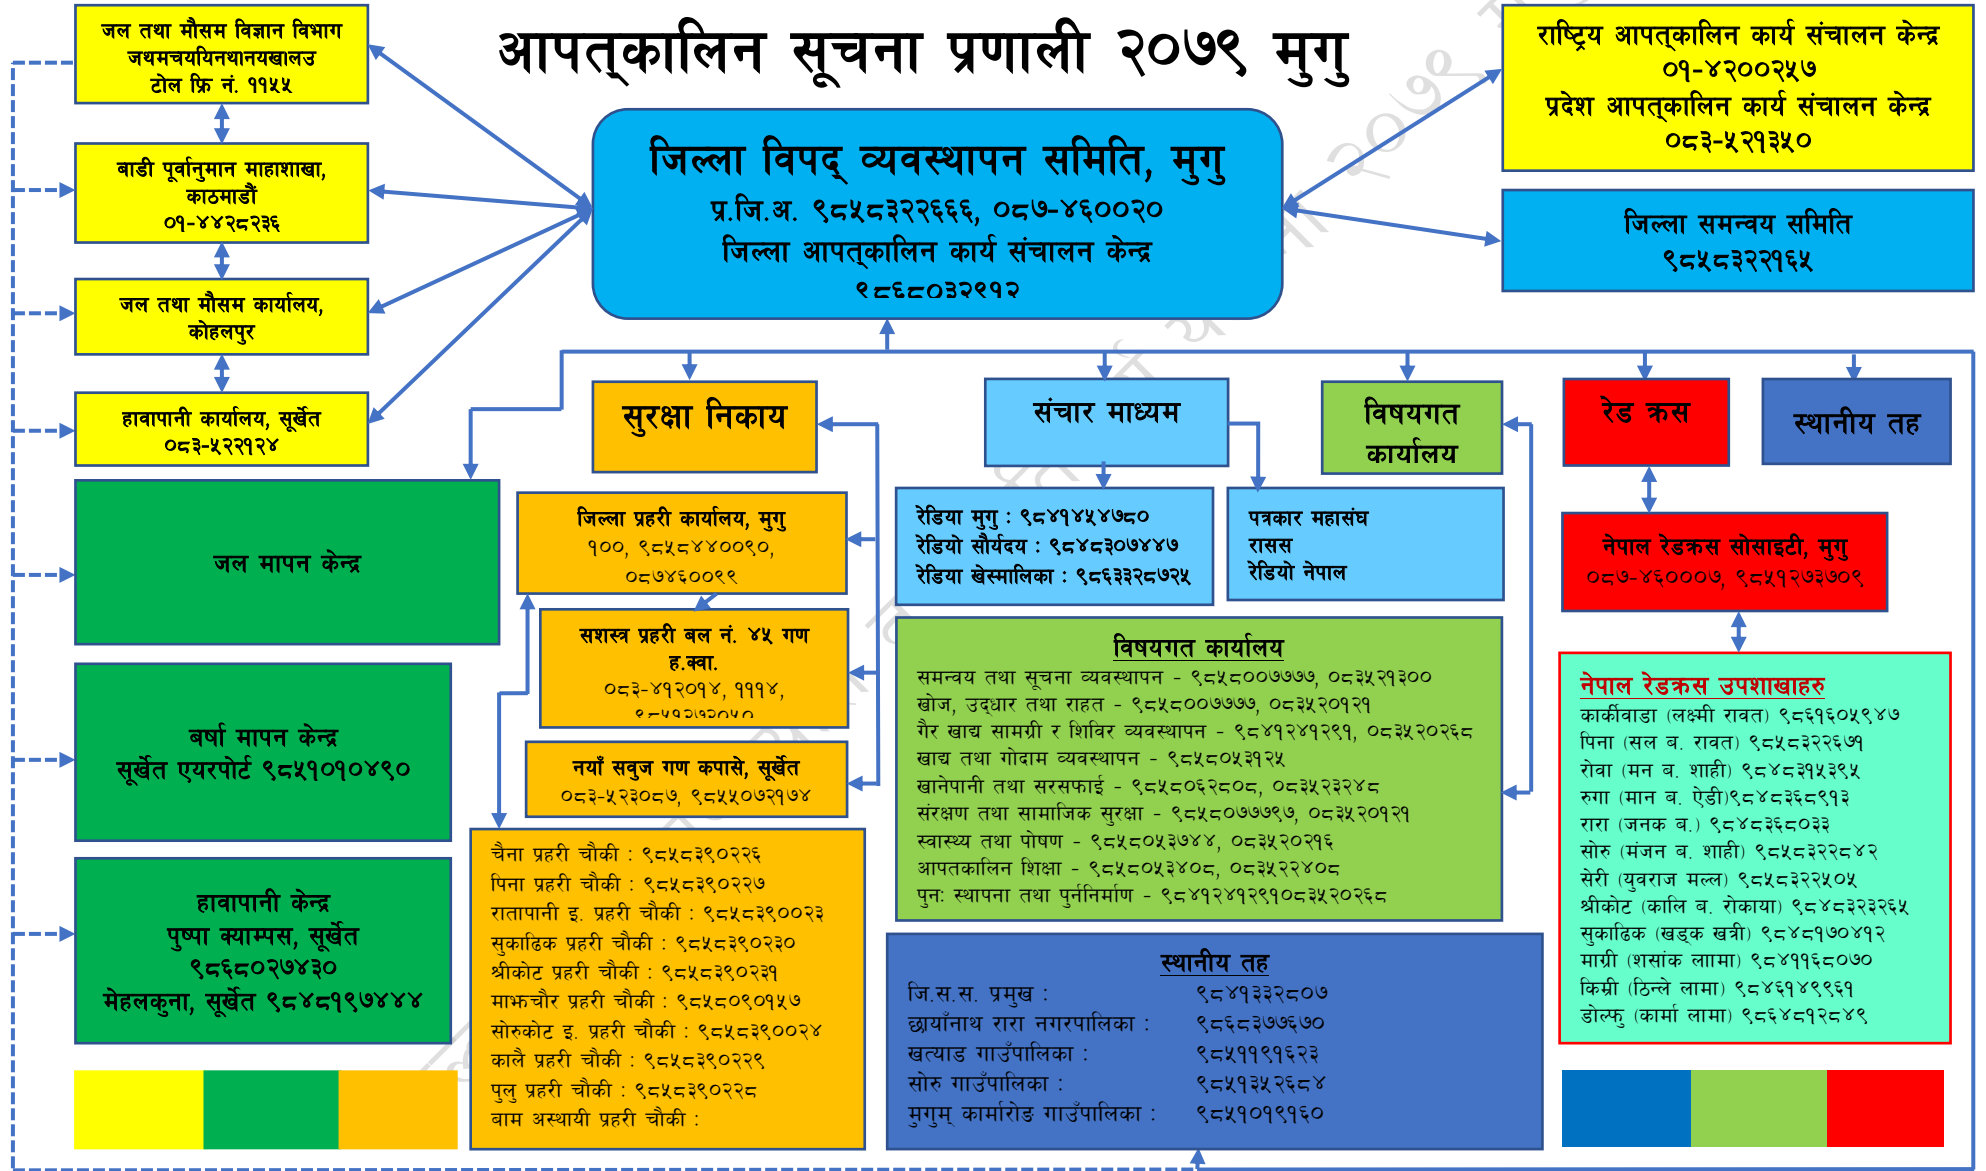 आपत्कालिन सूचना प्रणाली २०७९ मुगु
जल तथा मौसम विज्ञान विभाग
जथमचययिनथानयखालउ
टोल फ्रि नं. ११५५
बाडी पूर्वानुमान माहाशाखा,
काठमाडौं
०१-४४२८२३६
जल तथा मौसम कार्यालय,
कोहलपुर
हावापानी कार्यालय, सूर्खेत
०८३-५२२१२४
जिल्ला विपद् व्यवस्थापन समिति, मुगु
प्र.जि.अ. ९८५८३२२६६६, ०८७-४६००२०
जिल्ला आपत्कालिन कार्य संचालन केन्द्र
९८६८०३२९१२
राष्ट्रिय आपत्कालिन कार्य संचालन केन्द्र
०१-४२००२५७
प्रदेश आपत्कालिन कार्य संचालन केन्द्र
०८३-५२१३५०
जिल्ला समन्वय समिति
९८५८३२२१६५
सुरक्षा निकाय
संचार माध्यम
विषयगत
कार्यालय
रेड क्रस
स्थानीय तह
जल मापन केन्द्र
बर्षा मापन केन्द्र
सूर्खेत एयरपोर्ट ९८५१०१०४९०
हावापानी केन्द्र
पुष्पा क्याम्पस, सूर्खेत
९८६८०२७४३०
मेहलकुना, सूर्खेत ९८४८१९७४४४
जिल्ला प्रहरी कार्यालय, मुगु
१००, ९८५८४४००९०,
०८७४६००९९
सशस्त्र प्रहरी बल नं. ४५ गण
ह.क्वा.
०८३-४१२०१४, १११४,
९८५१२७२०५०
नयाँ सवुज गण कपासे, सूर्खेत
०८३-५२३०८७, ९८५५०७२१७४
चैना प्रहरी चौकी : ९८५८३९०२२६
पिना प्रहरी चौकी : ९८५८३९०२२७
रातापानी इ. प्रहरी चौकी : ९८५८३९००२३
सुकाढिक प्रहरी चौकी : ९८५८३९०२३०
श्रीकोट प्रहरी चौकी : ९८५८३९०२३१
माझचौर प्रहरी चौकी : ९८५८०९०१५७
सोरुकोट इ. प्रहरी चौकी : ९८५८३९००२४
कालै प्रहरी चौकी : ९८५८३९०२२९
पुलु प्रहरी चौकी : ९८५८३९०२२८
बाम अस्थायी प्रहरी चौकी :
रेडिया मुगु : ९८४१४५४७८०
रेडियो सौर्यदय : ९८४८३०७४४७
रेडिया खेस्मालिका : ९८६३३२८७२५
पत्रकार महासंघ
रासस
रेडियो नेपाल
विषयगत कार्यालय
समन्वय तथा सूचना व्यवस्थापन - ९८५८००७७७७, ०८३५२१३००
खोज, उद्धार तथा राहत - ९८५८००७७७७, ०८३५२०१२१
गैर खाद्य सामग्री र शिविर व्यवस्थापन - ९८४१२४१२९१, ०८३५२०२६८
खाद्य तथा गोदाम व्यवस्थापन - ९८५८०५३१२५
खानेपानी तथा सरसफाई - ९८५८०६२८०८, ०८३५२३२४८
संरक्षण तथा सामाजिक सुरक्षा - ९८५८०७७७९७, ०८३५२०१२१
स्वास्थ्य तथा पोषण - ९८५८०५३७४४, ०८३५२०२१६
आपतकालिन शिक्षा - ९८५८०५३४०८, ०८३५२२४०८
पुनः स्थापना तथा पुर्ननिर्माण - ९८४१२४१२९१०८३५२०२६८
स्थानीय तह
जि.स.स. प्रमुख : ९८४१३३२८०७
छायाँनाथ रारा नगरपालिका : ९८६८३७७६७०
खत्याड गाउँपालिका : ९८५११९१६२३
सोरु गाउँपालिका : ९८५१३५२६८४
मुगुम् कार्मारोङ गाउँपालिका : ९८५१०१९१६०
नेपाल रेडक्रस सोसाइटी, मुगु
०८७-४६०००७, ९८५१२७३७०९
नेपाल रेडक्रस उपशाखाहरु
कार्कीवाडा (लक्ष्मी रावत) ९८६१६०५९४७
पिना (सल ब. रावत) ९८५८३२२६७१
रोवा (मन ब. शाही) ९८४८३१५३९५
रुगा (मान ब. ऐडी)९८४८३६८९१३
रारा (जनक ब.) ९८४८३६८०३३
सोरु (मंजन ब. शाही) ९८५८३२२८४२
सेरी (युवराज मल्ल) ९८५८३२२५०५
श्रीकोट (कालि ब. रोकाया) ९८४८३२३२६५
सुकाढिक (खड्क खत्री) ९८४८१७०४१२
माग्री (शसांक लाामा) ९८४११६८०७०
किम्री (ठिन्ले लामा) ९८४६१४९९६१
डोल्फु (कार्मा लामा) ९८६४८१२८४९